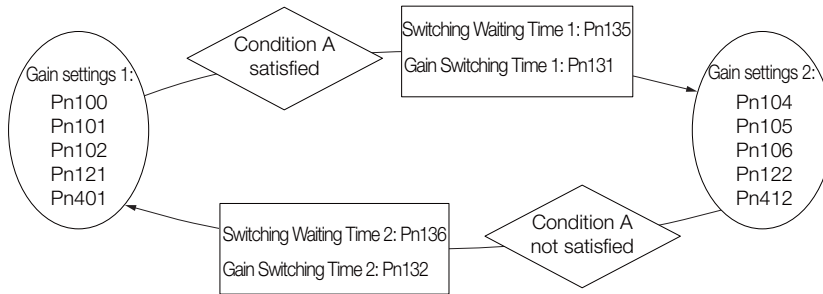 Gain settings 1:
Pn100
Pn101
Pn102
Pn121
Pn401
Condition A
satisfied
Switching Waiting Time 1: Pn135
Gain Switching Time 1: Pn131
Gain settings 2:
Pn104
Pn105
Pn106
Pn122
Pn412
Condition A
not satisfied
Switching Waiting Time 2: Pn136
Gain Switching Time 2: Pn132